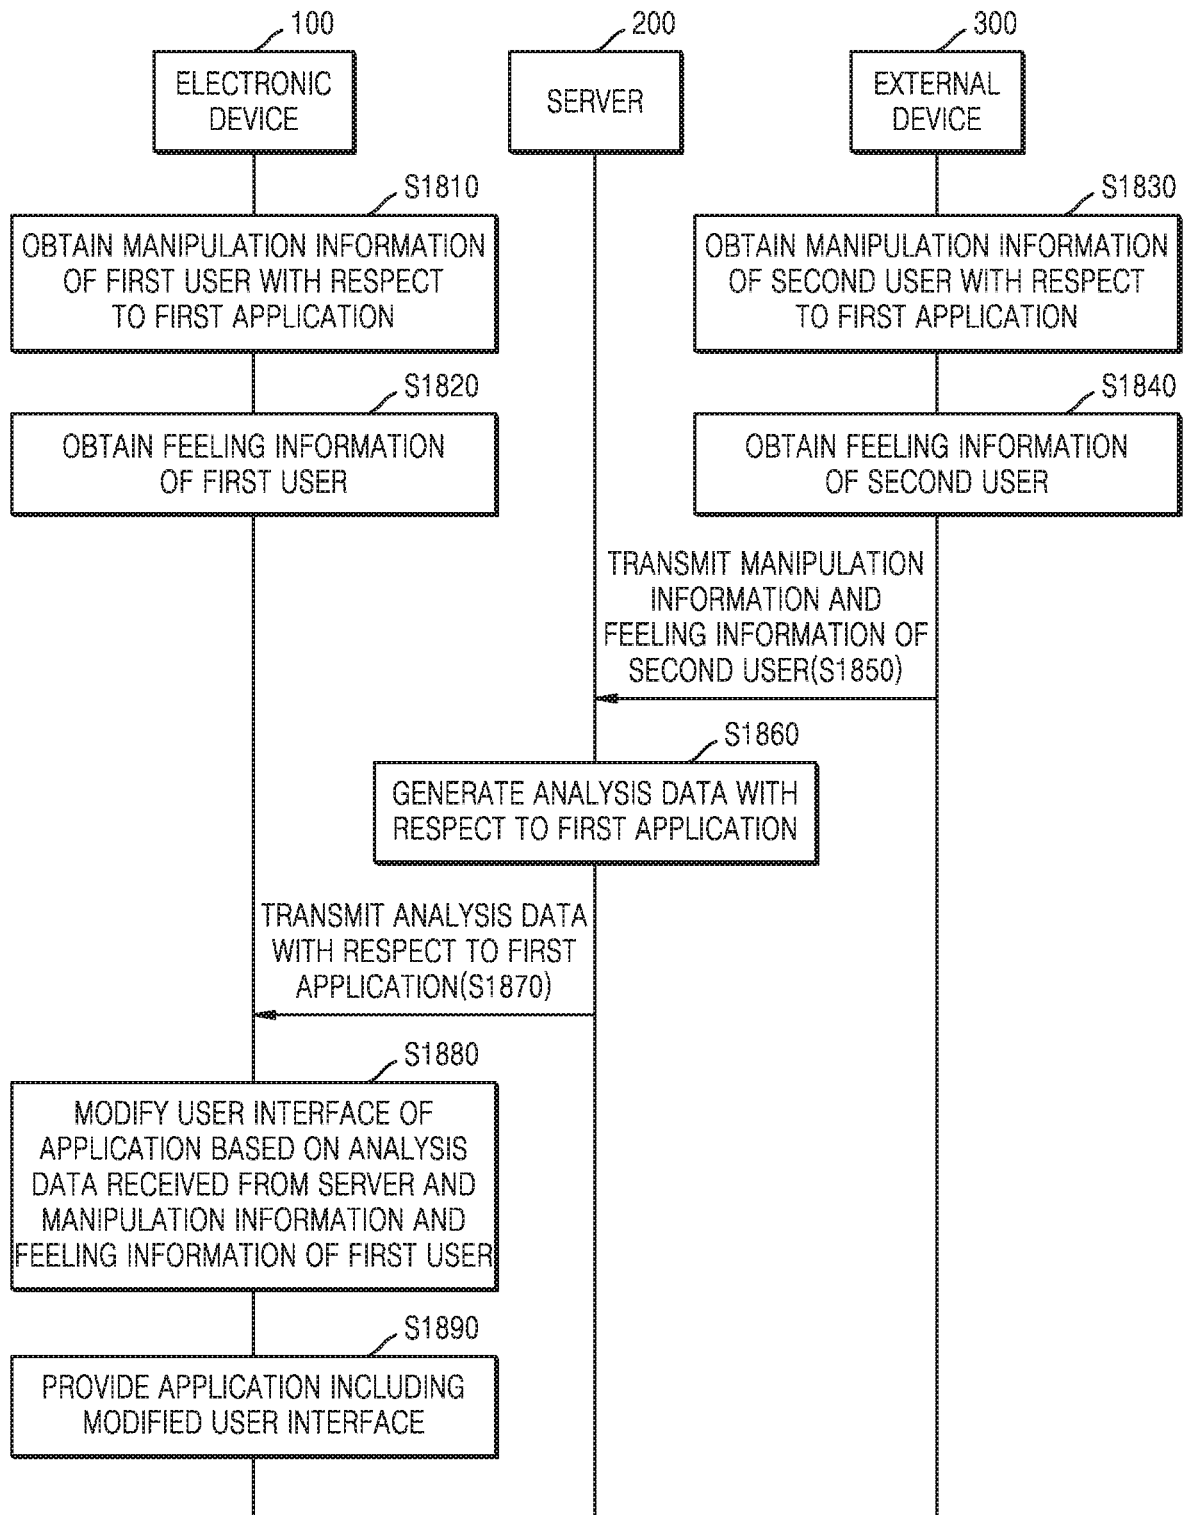 100
200
300
ELECTRONIC
DEVICE
SERVER
EXTERNAL
DEVICE
S1810
OBTAIN MANIPULATION INFORMATION
OF FIRST USER WITH RESPECT
TO FIRST APPLICATION
S1830
OBTAIN MANIPULATION INFORMATION
OF SECOND USER WITH RESPECT
TO FIRST APPLICATION
S1820
OBTAIN FEELING INFORMATION
OF FIRST USER
S1840
OBTAIN FEELING INFORMATION
OF SECOND USER
TRANSMIT MANIPULATION
INFORMATION AND
FEELING INFORMATION OF
SECOND USER(S1850)
S1860
GENERATE ANALYSIS DATA WITH
RESPECT TO FIRST APPLICATION
TRANSMIT ANALYSIS DATA
WITH RESPECT TO FIRST
APPLICATION(S1870)
S1880
MODIFY USER INTERFACE OF
APPLICATION BASED ON ANALYSIS
DATA RECEIVED FROM SERVER AND
MANIPULATION INFORMATION AND
FEELING INFORMATION OF FIRST USER
S1890
PROVIDE APPLICATION INCLUDING
MODIFIED USER INTERFACE